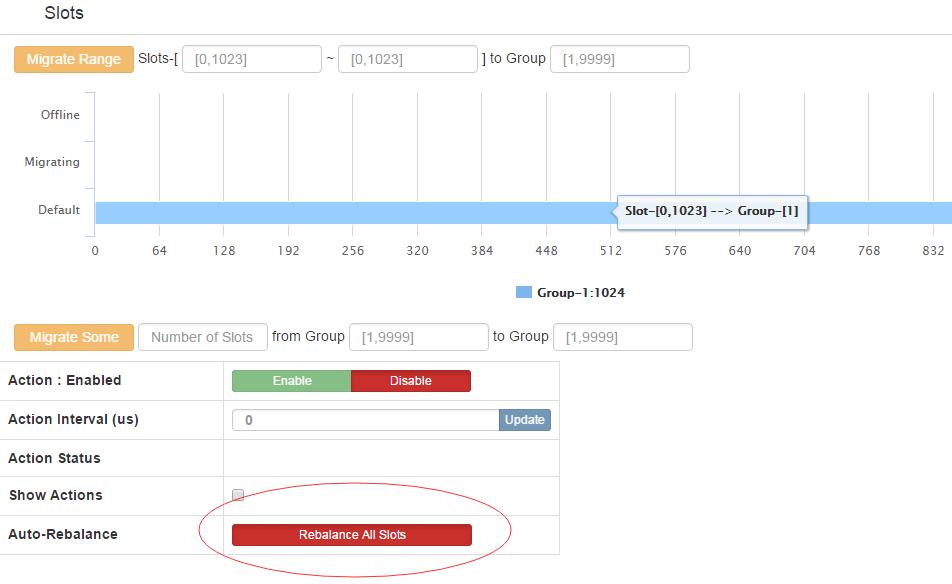 Slots
Migrate Range Slots-[ [0,1023] ~ [0,1023] ] to Group [1,9999]
Offline
Migrating
Default
Slot-[0,1023] --> Group-[1]
0 64 128 192 256 320 384 448 512 576 640 704 768 832
Group-1:1024
Migrate Some Number of Slots from Group [1,9999] to Group [1,9999]
Action : Enabled Enable Disable
Action Interval (us) 0 Update
Action Status
Show Actions
Auto-Rebalance Rebalance All Slots